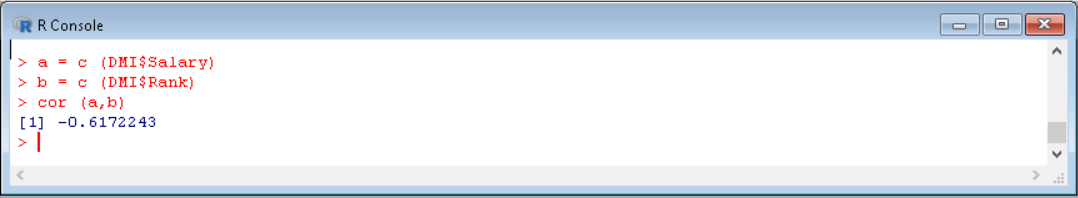 R R Console
> a = c (DMI$Salary)
> b = c (DMI$Rank)
> cor (a,b)
[1] -0.6172243
>